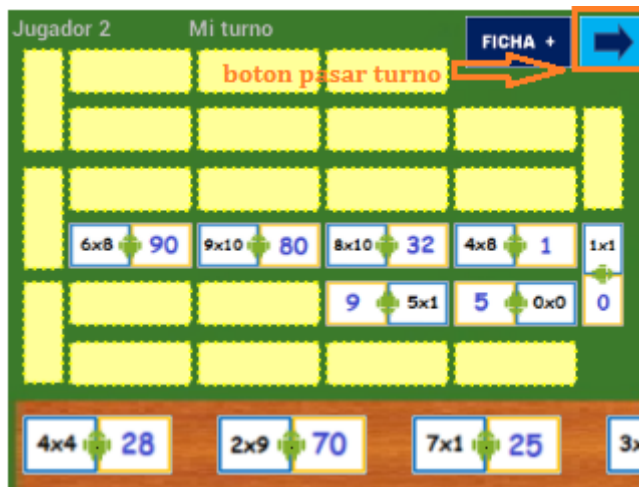 Jugador 2 Mi turno
FICHA +
boton pasar turno
6x8 90 9x10 80 8x10 32 4x8 1 1x1
9 5x1 5 0x0 0
4x4 28 2x9 70 7x1 25 3x